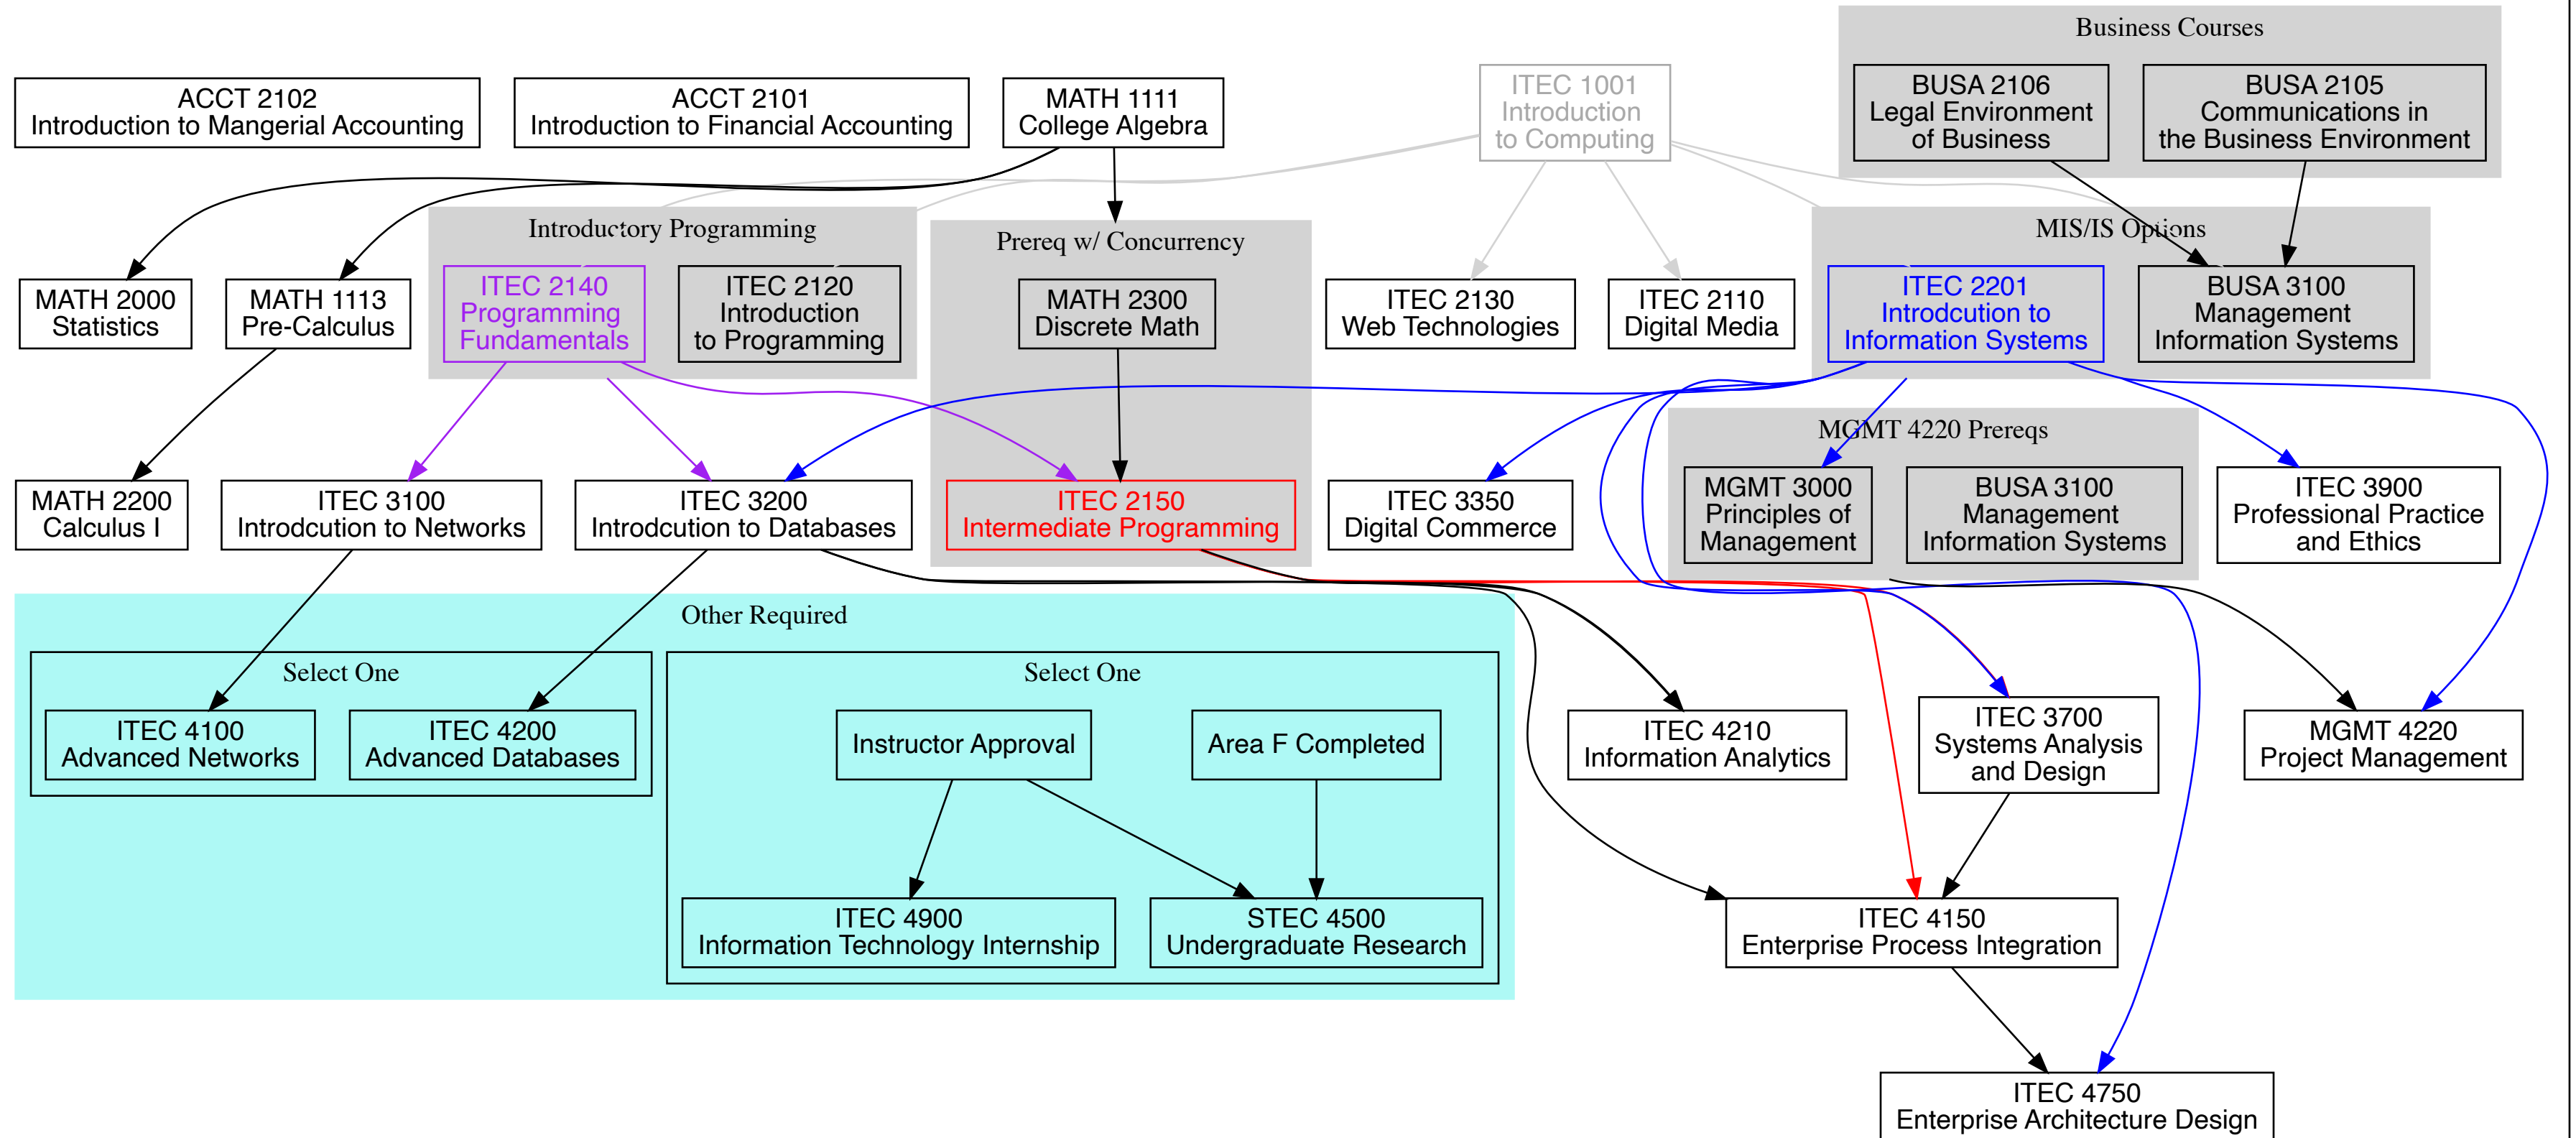 Business Courses
ACCT 2102
Introduction to Mangerial Accounting
ACCT 2101
Introduction to Financial Accounting
MATH 1111
College Algebra
ITEC 1001
Introduction
to Computing
BUSA 2106
Legal Environment
of Business
BUSA 2105
Communications in
the Business Environment
Introductory Programming
Prereq w/ Concurrency
MIS/IS Options
MATH 2000
Statistics
MATH 1113
Pre-Calculus
ITEC 2140
Programming
Fundamentals
ITEC 2120
Introduction
to Programming
MATH 2300
Discrete Math
ITEC 2130
Web Technologies
ITEC 2110
Digital Media
ITEC 2201
Introdcution to
Information Systems
BUSA 3100
Management
Information Systems
MGMT 4220 Prereqs
MATH 2200
Calculus I
ITEC 3100
Introdcution to Networks
ITEC 3200
Introdcution to Databases
ITEC 2150
Intermediate Programming
ITEC 3350
Digital Commerce
MGMT 3000
Principles of
Management
BUSA 3100
Management
Information Systems
ITEC 3900
Professional Practice
and Ethics
Other Required
Select One
Select One
ITEC 4100
Advanced Networks
ITEC 4200
Advanced Databases
Instructor Approval
Area F Completed
ITEC 4210
Information Analytics
ITEC 3700
Systems Analysis
and Design
MGMT 4220
Project Management
ITEC 4900
Information Technology Internship
STEC 4500
Undergraduate Research
ITEC 4150
Enterprise Process Integration
ITEC 4750
Enterprise Architecture Design